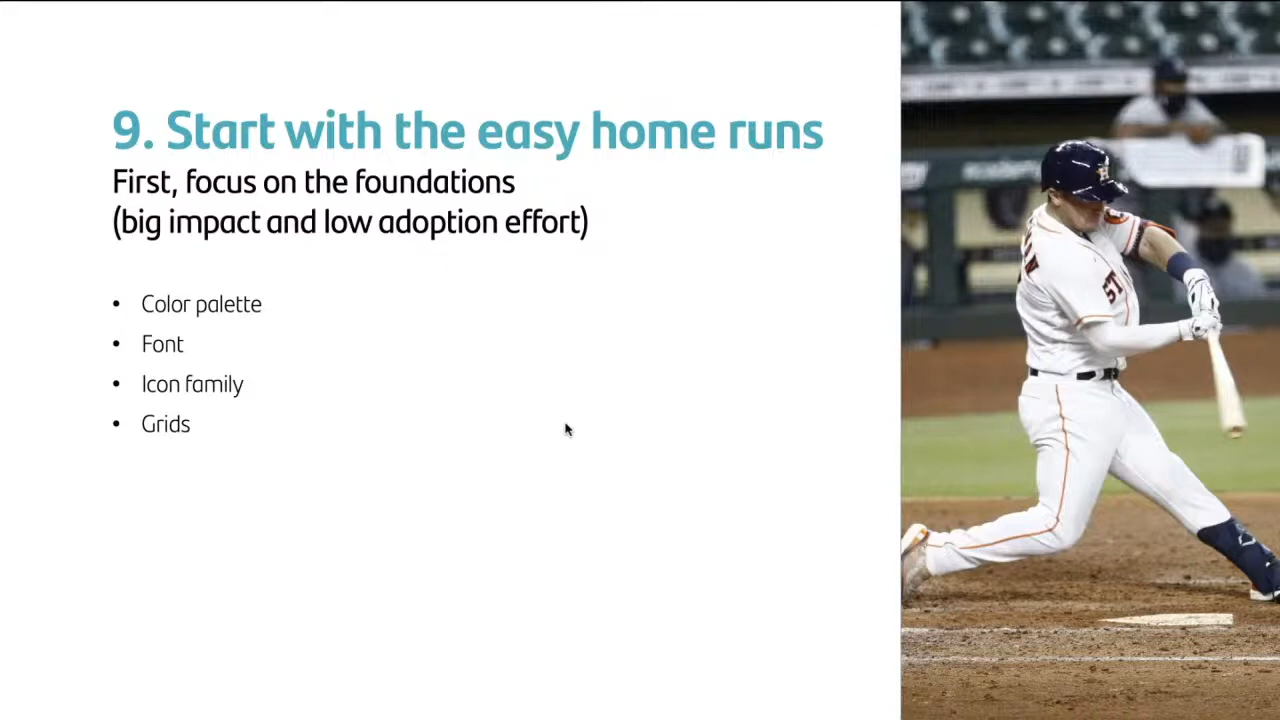 9. Start with the easy home runs
First, focus on the foundations
(big impact and low adoption effort)
• Color palette
• Font
• Icon family
• Grids